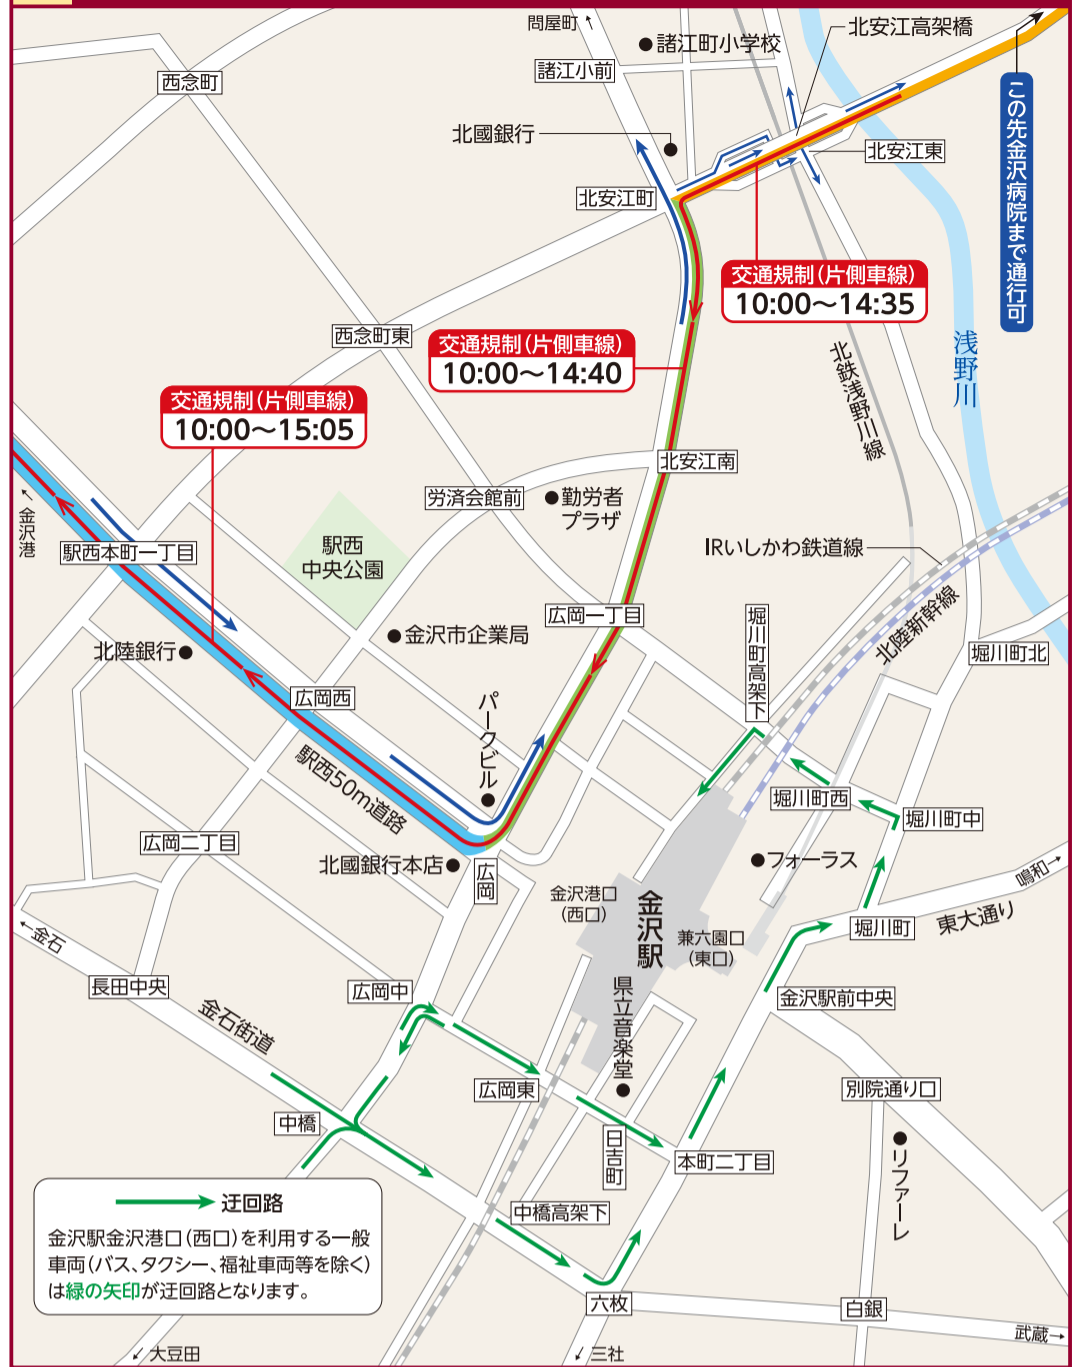 問屋町
諸江町小学校
北安江高架橋
諸江小前
西念町
この先金沢病院まで通行可
北國銀行
北安江東
北安江町
交通規制(片側車線)
10:00～14:35
西念町東
交通規制(片側車線)
10:00～14:40
浅野川
北鉄浅野川線
交通規制(片側車線)
10:00～15:05
北安江南
労済会館前
勤労者
プラザ
金沢港
駅西本町一丁目
駅西
中央公園
IRいしかわ鉄道線
広岡一丁目
堀川町高架下
北陸新幹線
金沢市企業局
北陸銀行
堀川町北
広岡西
パークビル
駅西50m道路
堀川町西
堀川町中
広岡二丁目
北國銀行本店
広岡
フォーラス
鳴和
金沢港口
(西口)
金沢駅
兼六園口
(東口)
堀川町
東大通り
金石
長田中央
広岡中
県立音楽堂
金沢駅前中央
金石街道
広岡東
別院通り口
中橋
日吉町
本町二丁目
リファーレ
迂回路
金沢駅金沢港口(西口)を利用する一般
車両(バス、タクシー、福祉車両等を除く)
は緑の矢印が迂回路となります。
中橋高架下
六枚
白銀
武蔵
大豆田
三社